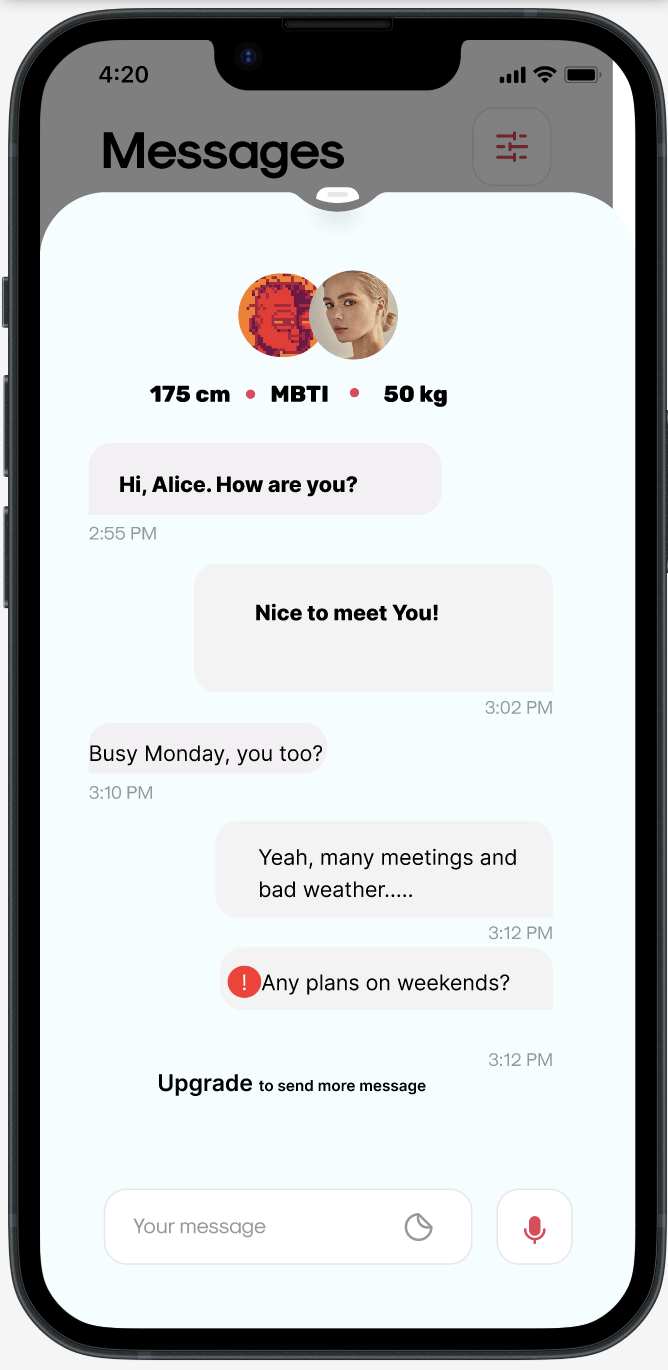 4:20
Messages
175 cm • MBTI • 50 kg
Hi, Alice. How are you?
2:55 PM
Nice to meet You!
3:02 PM
Busy Monday, you too?
3:10 PM
Yeah, many meetings and
bad weather.....
3:12 PM
! Any plans on weekends?
3:12 PM
Upgrade to send more message
Your message